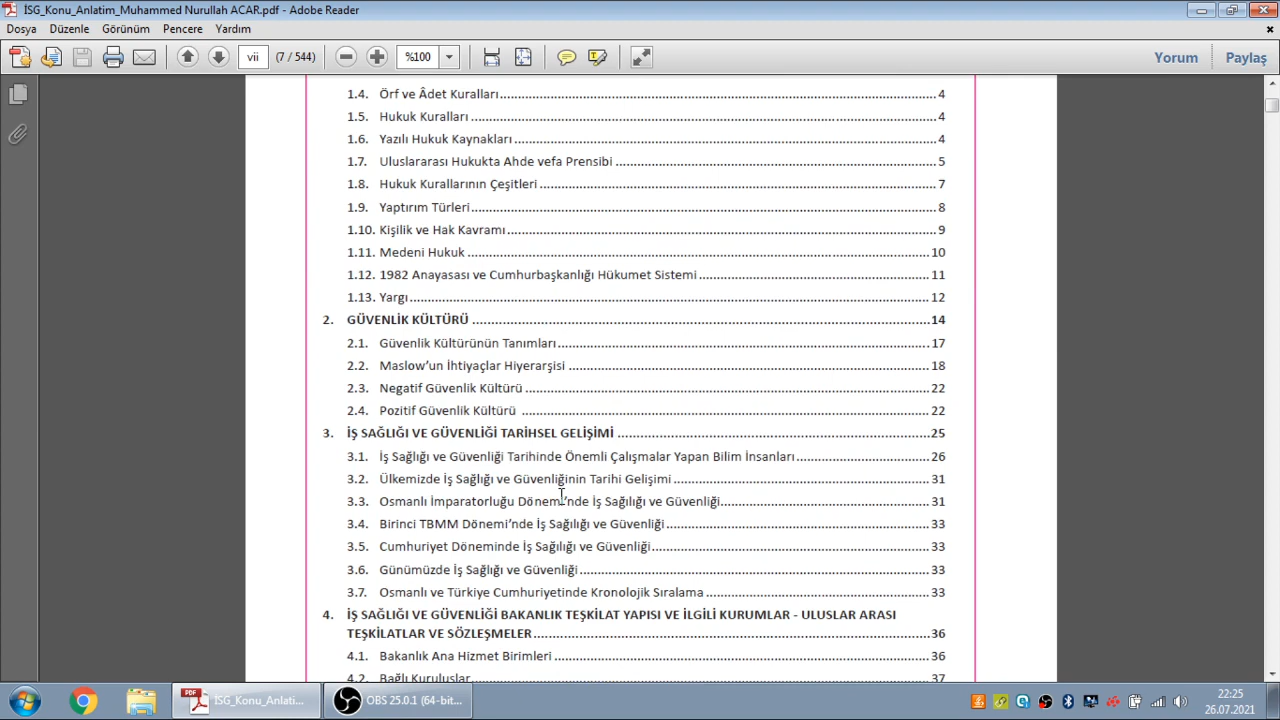 İSG_Konu_Anlatim_Muhammed Nurullah ACAR.pdf - Adobe Reader
Dosya Düzenle Görünüm Pencere Yardım
vii (7 / 544) %100 Yorum Paylaş
1.4. Örf ve Âdet Kuralları 4
1.5. Hukuk Kuralları 4
1.6. Yazılı Hukuk Kaynakları 4
1.7. Uluslararası Hukukta Ahde vefa Prensibi 5
1.8. Hukuk Kurallarının Çeşitleri 7
1.9. Yaptırım Türleri 8
1.10. Kişilik ve Hak Kavramı 9
1.11. Medeni Hukuk 10
1.12. 1982 Anayasası ve Cumhurbaşkanlığı Hükumet Sistemi 11
1.13. Yargı 12
2. GÜVENLİK KÜLTÜRÜ 14
2.1. Güvenlik Kültürünün Tanımları 17
2.2. Maslow'un İhtiyaçlar Hiyerarşisi 18
2.3. Negatif Güvenlik Kültürü 22
2.4. Pozitif Güvenlik Kültürü 22
3. İŞ SAĞLIĞI VE GÜVENLİĞİ TARİHSEL GELİŞİMİ 25
3.1. İş Sağlığı ve Güvenliği Tarihinde Önemli Çalışmalar Yapan Bilim İnsanları 26
3.2. Ülkemizde İş Sağlığı ve Güvenliğinin Tarihi Gelişimi 31
3.3. Osmanlı İmparatorluğu Dönemi'nde İş Sağılığı ve Güvenliği 31
3.4. Birinci TBMM Dönemi'nde İş Sağılığı ve Güvenliği 33
3.5. Cumhuriyet Döneminde İş Sağılığı ve Güvenliği 33
3.6. Günümüzde İş Sağlığı ve Güvenliği 33
3.7. Osmanlı ve Türkiye Cumhuriyetinde Kronolojik Sıralama 33
4. İŞ SAĞLIĞI VE GÜVENLİĞİ BAKANLIK TEŞKİLAT YAPISI VE İLGİLİ KURUMLAR - ULUSLAR ARASI
TEŞKİLATLAR VE SÖZLEŞMELER 36
4.1. Bakanlık Ana Hizmet Birimleri 36
4.2. Bağlı Kuruluşlar 37
PDF İSG_Konu_Anlati... OBS 25.0.1 (64-bit... 22:25
26.07.2021